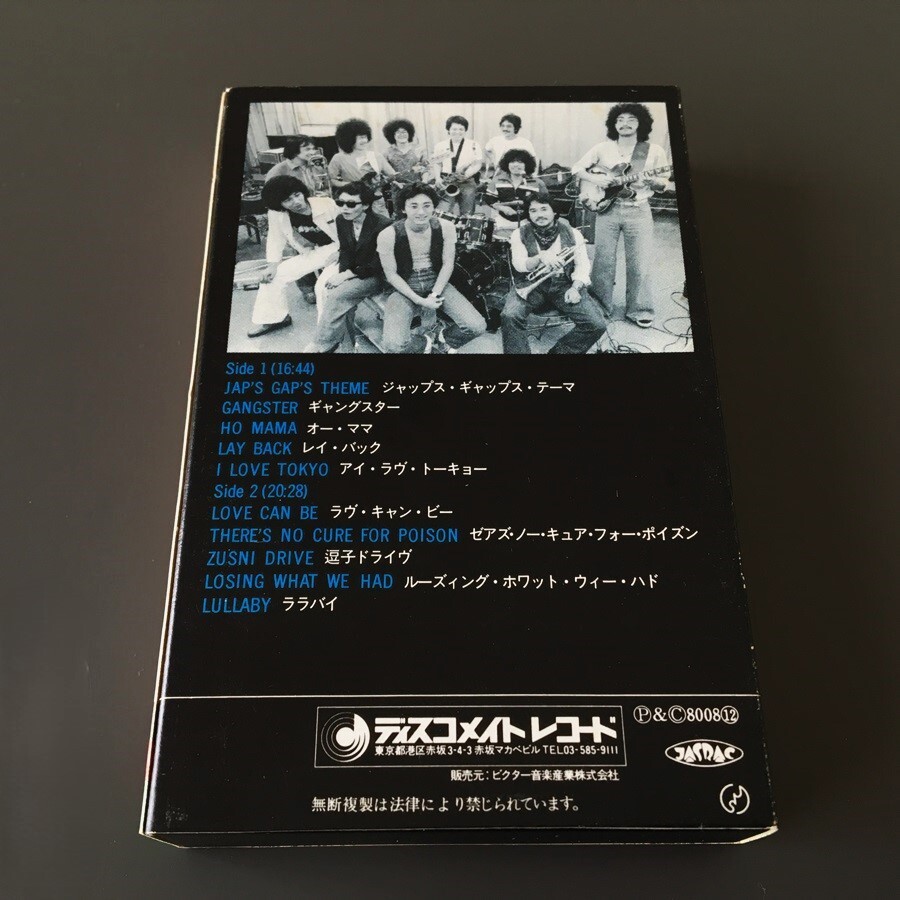 Side 1 (16:44)
JAP'S GAP'S THEME ジャップス・ギャップス・テーマ
GANGSTER ギャングスター
HO MAMA オー・ママ
LAY BACK レイ・バック
I LOVE TOKYO アイ・ラヴ・トーキョー
Side 2 (20:28)
LOVE CAN BE ラヴ・キャン・ビー
THERE'S NO CURE FOR POISON ゼアズ・ノー・キュア・フォー・ポイズン
ZUSNI DRIVE 逗子ドライヴ
LOSING WHAT WE HAD ルーズィング・ホワット・ウィー・ハド
LULLABY ララバイ
ディスコメイトレコード
東京都港区赤坂3-4-3 赤坂マカベビル TEL03-585-9111
Ⓟ&Ⓒ8008⑫
JASRAC
販売元:ビクター音楽産業株式会社
無断複製は法律により禁じられています。